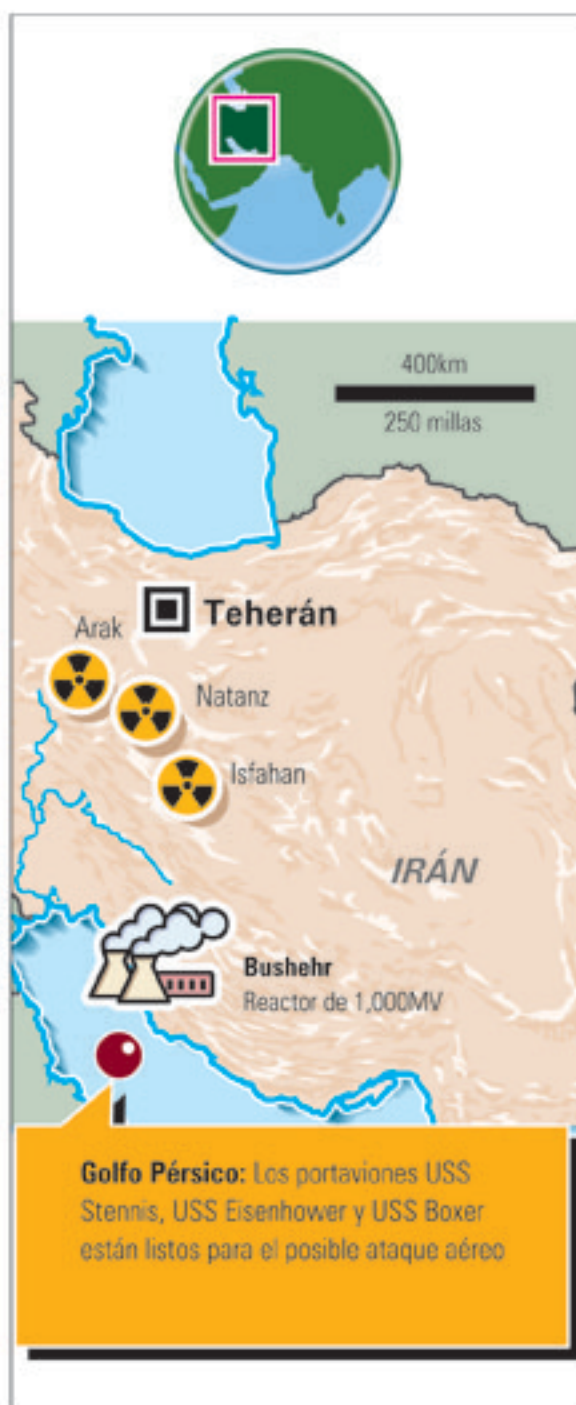 400km
250 millas
Teherán
Arak
Natanz
Isfahan
IRÁN
Bushehr
Reactor de 1,000MV
Golfo Pérsico: Los portaviones USS
Stennis, USS Eisenhower y USS Boxer
están listos para el posible ataque aéreo